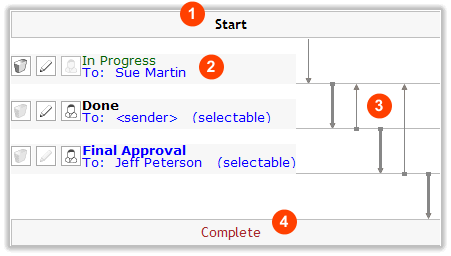 1
Start
In Progress 2
To: Sue Martin
Done
To: <sender> (selectable) 3
Final Approval
To: Jeff Peterson (selectable)
4
Complete